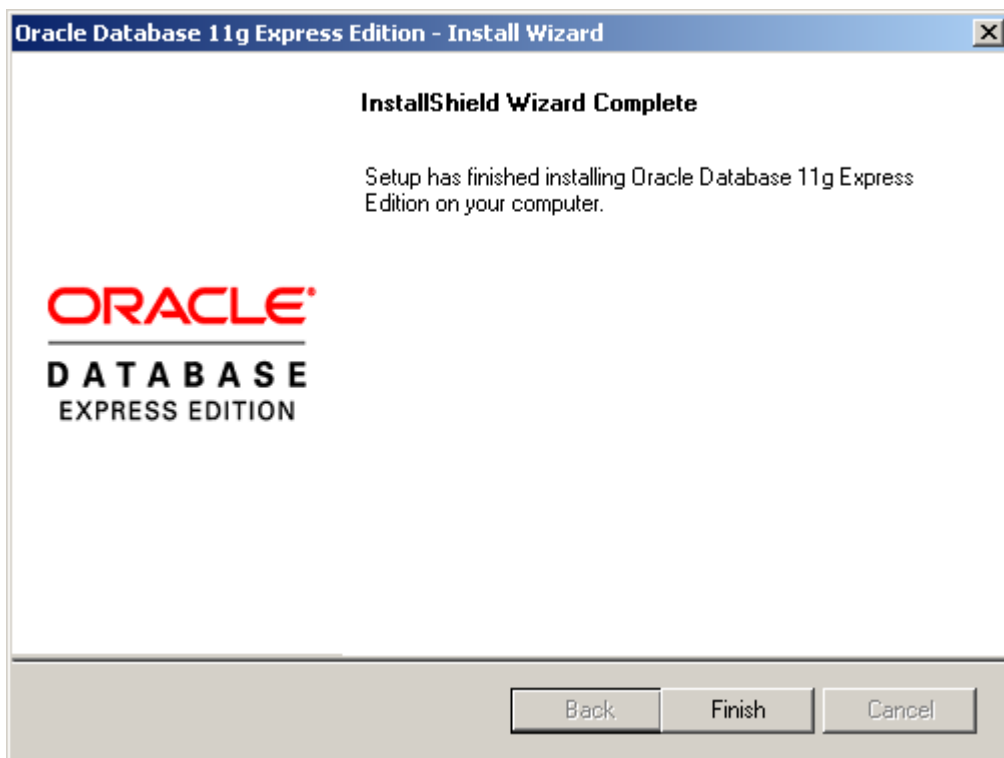 Oracle Database 11g Express Edition - Install Wizard
InstallShield Wizard Complete
Setup has finished installing Oracle Database 11g Express
Edition on your computer.
ORACLE
DATABASE
EXPRESS EDITION
Back
Finish
Cancel